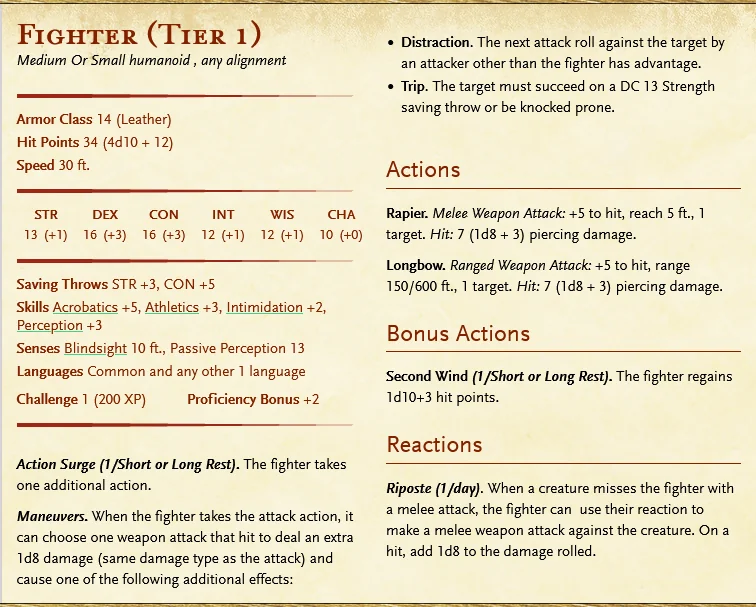 Fighter (Tier 1)
Medium Or Small humanoid , any alignment
Armor Class 14 (Leather)
Hit Points 34 (4d10 + 12)
Speed 30 ft.
STR DEX CON INT WIS CHA
13 (+1) 16 (+3) 16 (+3) 12 (+1) 12 (+1) 10 (+0)
Saving Throws STR +3, CON +5
Skills Acrobatics +5, Athletics +3, Intimidation +2,
Perception +3
Senses Blindsight 10 ft., Passive Perception 13
Languages Common and any other 1 language
Challenge 1 (200 XP) Proficiency Bonus +2
Action Surge (1/Short or Long Rest). The fighter takes
one additional action.
Maneuvers. When the fighter takes the attack action, it
can choose one weapon attack that hit to deal an extra
1d8 damage (same damage type as the attack) and
cause one of the following additional effects:
• Distraction. The next attack roll against the target by
an attacker other than the fighter has advantage.
• Trip. The target must succeed on a DC 13 Strength
saving throw or be knocked prone.
Actions
Rapier. Melee Weapon Attack: +5 to hit, reach 5 ft., 1
target. Hit: 7 (1d8 + 3) piercing damage.
Longbow. Ranged Weapon Attack: +5 to hit, range
150/600 ft., 1 target. Hit: 7 (1d8 + 3) piercing damage.
Bonus Actions
Second Wind (1/Short or Long Rest). The fighter regains
1d10+3 hit points.
Reactions
Riposte (1/day). When a creature misses the fighter with
a melee attack, the fighter can use their reaction to
make a melee weapon attack against the creature. On a
hit, add 1d8 to the damage rolled.